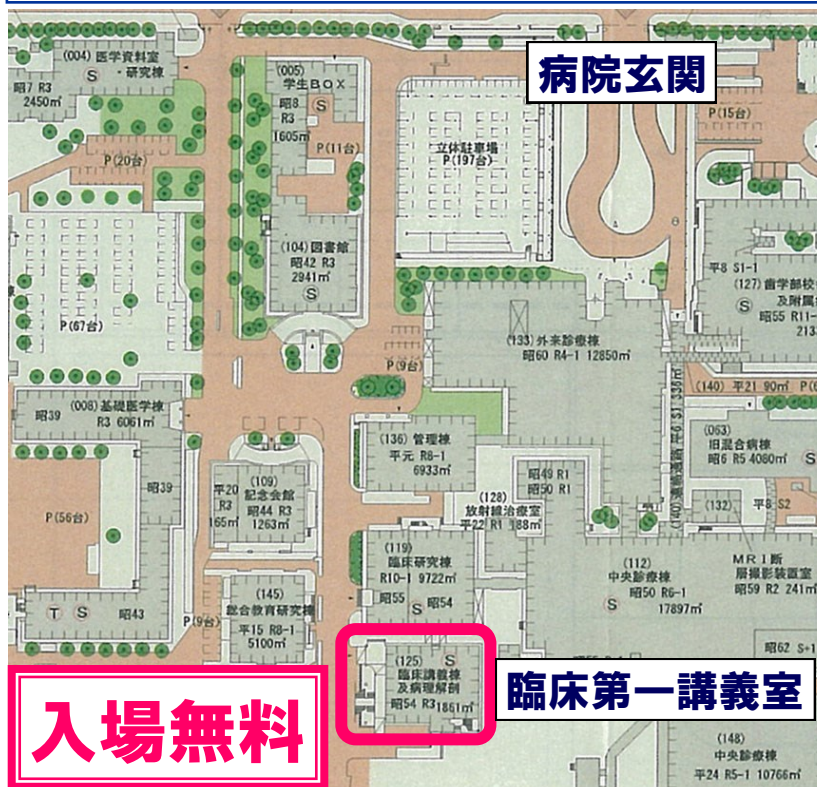 病院玄関
(004) 医学資料室
・研究棟
Ⓢ
昭7 R3
2450㎡
(005)
学生BOX
昭8 Ⓢ
R3
1605㎡
P(11台)
P(20台)
立体駐車場
P(197台)
P(15台)
(104) 図書館
昭42 R3
2941㎡
Ⓢ
平8 S1-1
(127) 歯学部校
及附属
Ⓢ
昭55 R11-
213
P(67台)
(133) 外来診療棟
昭60 R4-1 12850㎡
P(9台)
(140) 平21 90㎡
(008) 基礎医学棟
昭39 R3 6061㎡
(136) 管理棟
平元 R8-1
6933㎡
(063)
旧混合病棟
昭6 R5 4080㎡
Ⓢ
昭39
昭49 R1
昭50 R1
(109)
記念会館
昭44 R3
1263㎡
平20
R3
165㎡
(128)
放射線治療室
平22 R1 188㎡
(132)
平8 S2
P(56台)
(119)
臨床研究棟
R10-1 9722㎡
昭55 Ⓢ 昭54
(112)
中央診療棟
昭50 R6-1
Ⓢ 17897㎡
MRI断
層撮影装置室
昭59 R2 241㎡
Ⓣ Ⓢ 昭43
P(9台)
(145)
総合教育研究棟
平15 R8-1
5100㎡
昭62 S+1
(125) Ⓢ
臨床講義棟
及病理解剖
昭54 R3 1861㎡
臨床第一講義室
入場無料
(148)
中央診療棟
平24 R5-1 10766㎡